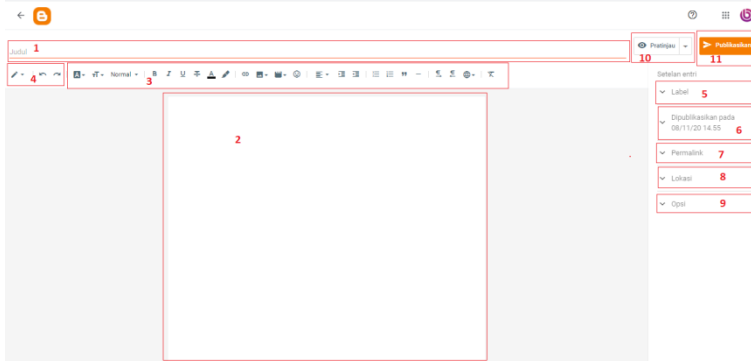 1
Judul
Pratinjau
10
Publikasikan
11
4
Normal
B I U A
3
Setelan entri
Label 5
Dipublikasikan pada
08/11/20 14.55 6
Permalink 7
Lokasi 8
Opsi 9
2